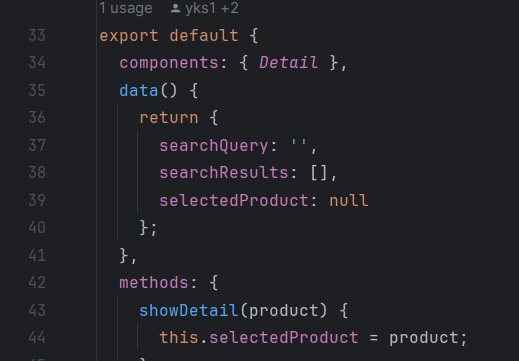 1 usage yks1 +2
33 export default {
34 components: { Detail },
35 data() {
36 return {
37 searchQuery: '',
38 searchResults: [],
39 selectedProduct: null
40 };
41 },
42 methods: {
43 showDetail(product) {
44 this.selectedProduct = product;